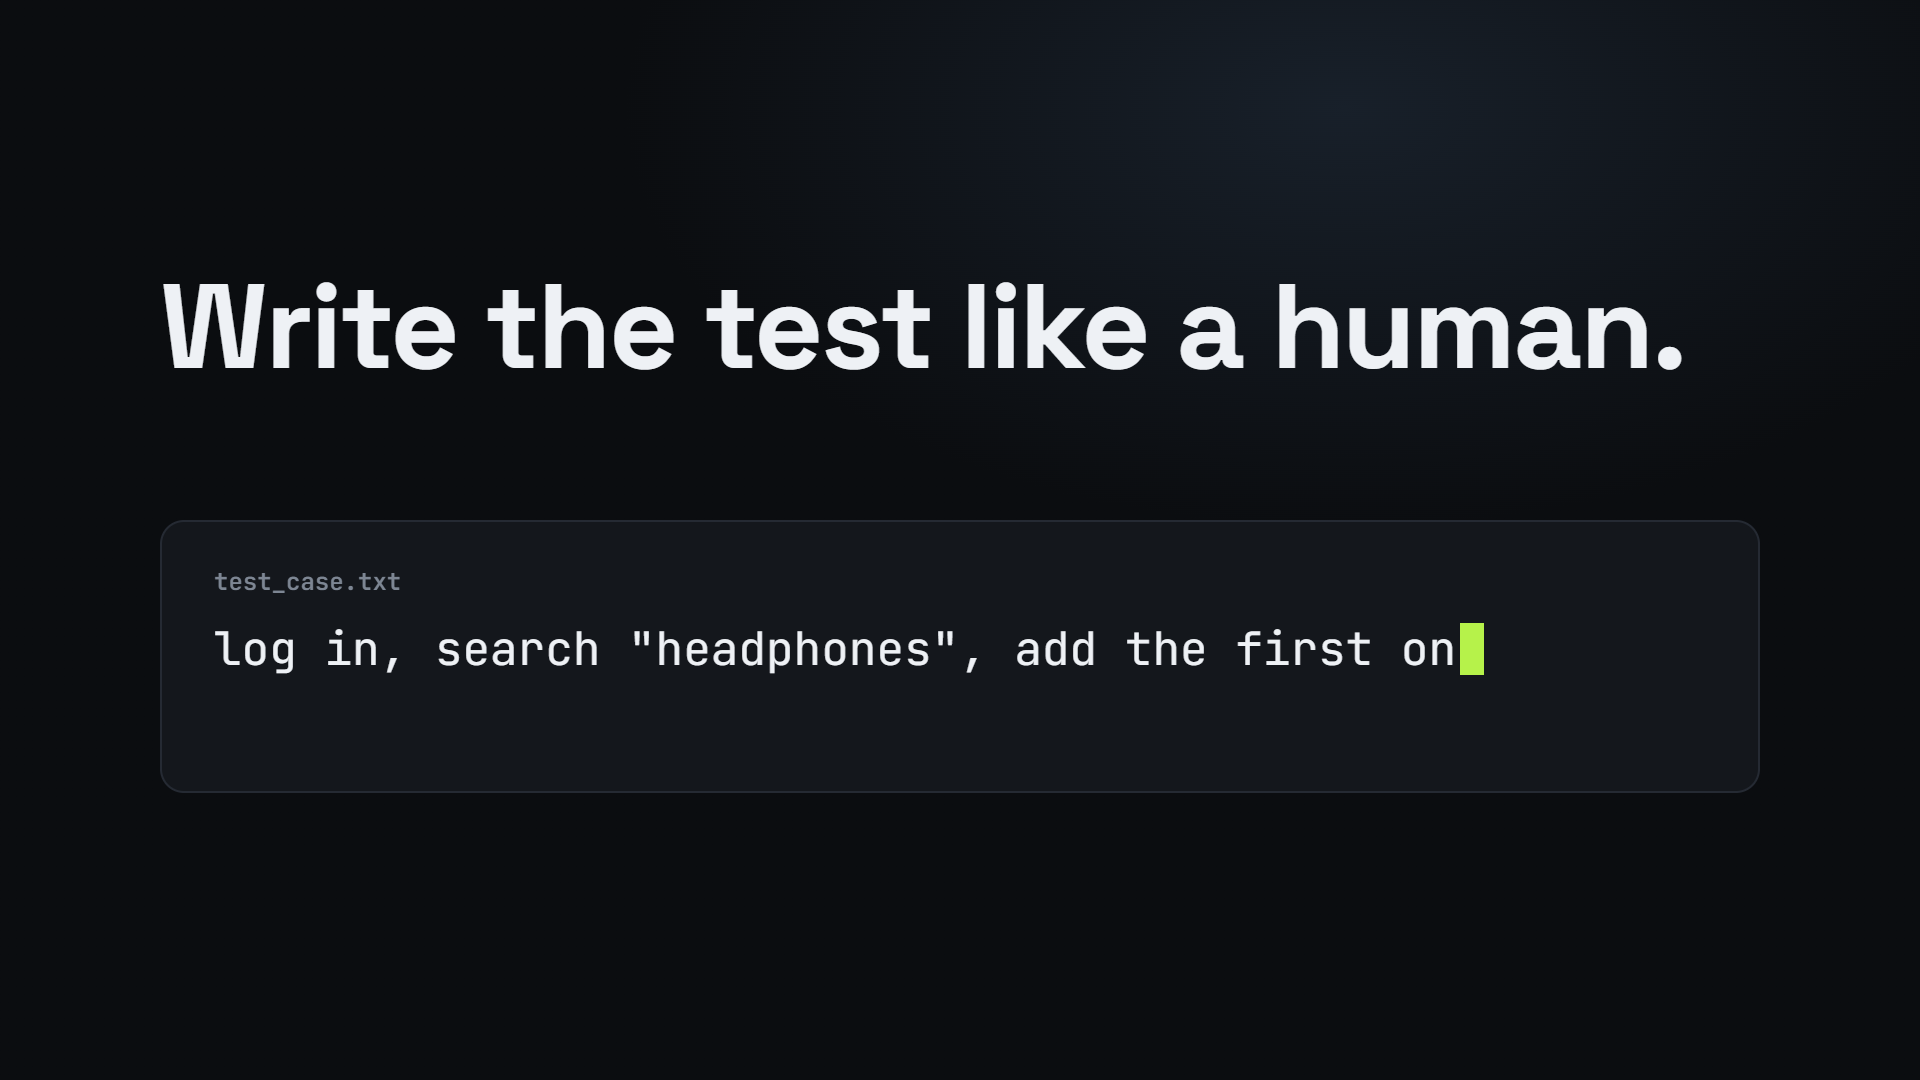 Write the test like a human.
test_case.txt
log in, search "headphones", add the first on